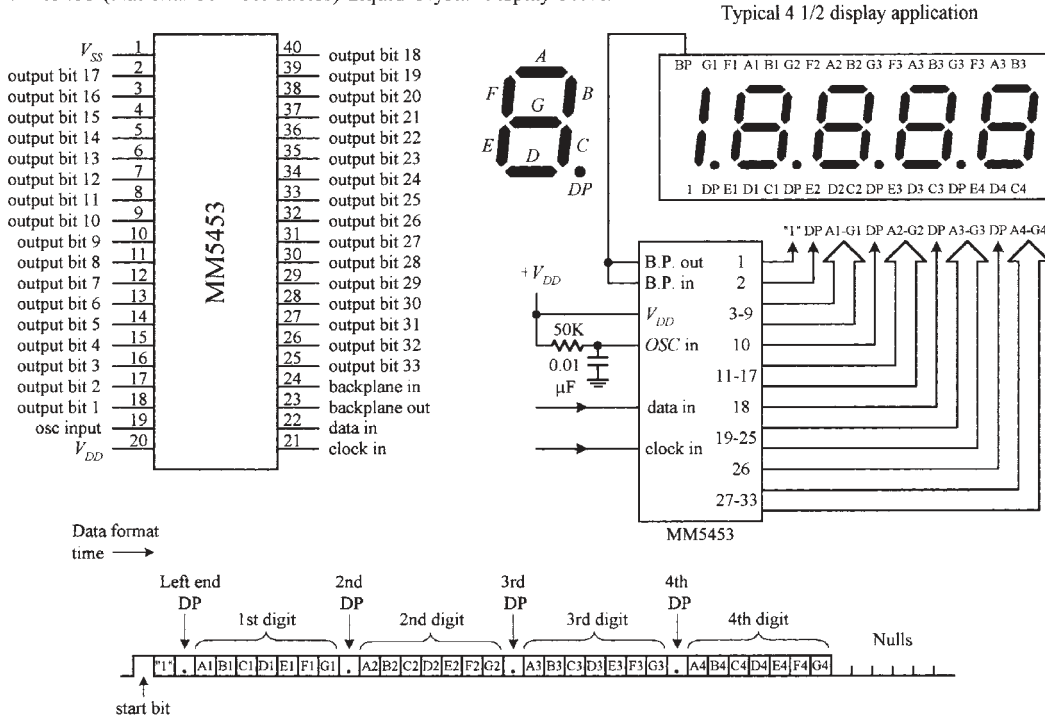 Typical 4 1/2 display application
V_SS 1
output bit 17 2
output bit 16 3
output bit 15 4
output bit 14 5
output bit 13 6
output bit 12 7
output bit 11 8
output bit 10 9
output bit 9 10
output bit 8 11
output bit 7 12
output bit 6 13
output bit 5 14
output bit 4 15
output bit 3 16
output bit 2 17
output bit 1 18
osc input 19
V_DD 20
MM5453
40 output bit 18
39 output bit 19
38 output bit 20
37 output bit 21
36 output bit 22
35 output bit 23
34 output bit 24
33 output bit 25
32 output bit 26
31 output bit 27
30 output bit 28
29 output bit 29
28 output bit 30
27 output bit 31
26 output bit 32
25 output bit 33
24 backplane in
23 backplane out
22 data in
21 clock in
A
F B
G
E C
D
DP
BP G1 F1 A1 B1 G2 F2 A2 B2 G3 F3 A3 B3 G3 F3 A3 B3
1.8.8.8.8
1 DP E1 D1 C1 DP E2 D2 C2 DP E3 D3 C3 DP E4 D4 C4
"1" DP A1-G1 DP A2-G2 DP A3-G3 DP A4-G4
+V_DD
50K
0.01
μF
B.P. out 1
B.P. in 2
V_DD 3-9
OSC in 10
11-17
data in 18
19-25
clock in
26
27-33
MM5453
Data format
time
Left end
DP
1st digit
2nd
DP
2nd digit
3rd
DP
3rd digit
4th
DP
4th digit
Nulls
"1" . A1 B1 C1 D1 E1 F1 G1 . A2 B2 C2 D2 E2 F2 G2 . A3 B3 C3 D3 E3 F3 G3 . A4 B4 C4 D4 E4 F4 G4
start bit